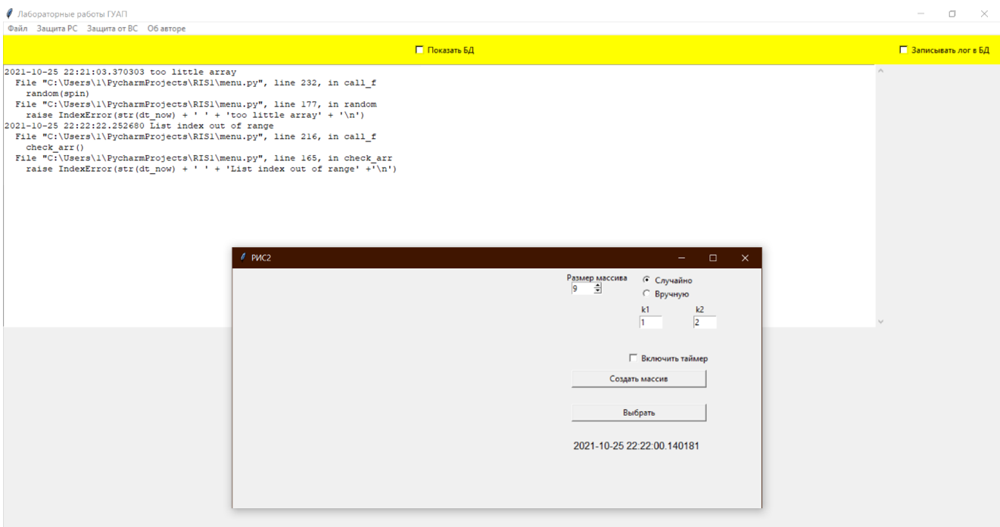 Лабораторные работы ГУАП
Файл Защита РС Защита от ВС Об авторе
Показать БД Записывать лог в БД
2021-10-25 22:21:03.370303 too little array
File "C:\Users\1\PycharmProjects\RIS1\menu.py", line 232, in call_f
random(spin)
File "C:\Users\1\PycharmProjects\RIS1\menu.py", line 177, in random
raise IndexError(str(dt_now) + ' ' + 'too little array' + '\n')
2021-10-25 22:22:22.252680 List index out of range
File "C:\Users\1\PycharmProjects\RIS1\menu.py", line 216, in call_f
check_arr()
File "C:\Users\1\PycharmProjects\RIS1\menu.py", line 165, in check_arr
raise IndexError(str(dt_now) + ' ' + 'List index out of range' +'\n')
РИС2
Размер массива
9
Случайно
Вручную
k1 k2
1 2
Включить таймер
Создать массив
Выбрать
2021-10-25 22:22:00.140181